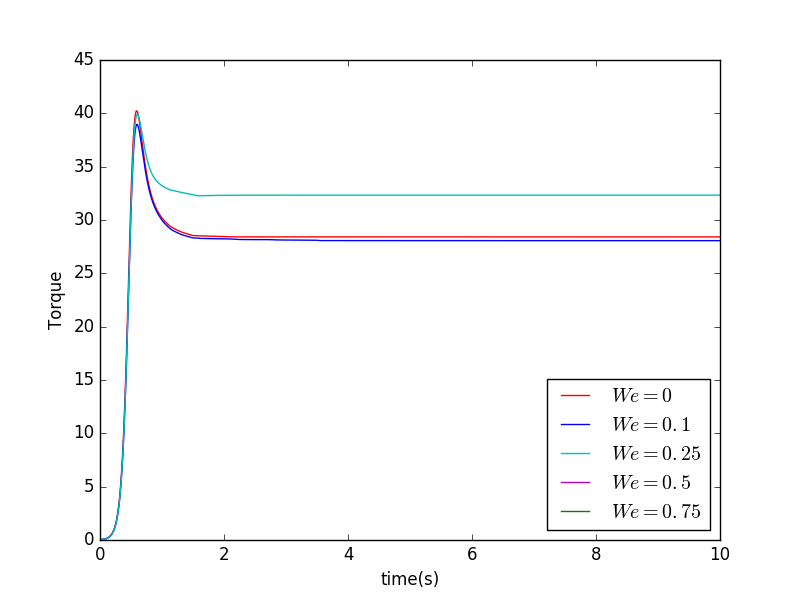 45
40
35
30
25
20
15
10
5
0
Torque
We = 0
We = 0.1
We = 0.25
We = 0.5
We = 0.75
0 2 4 6 8 10
time(s)